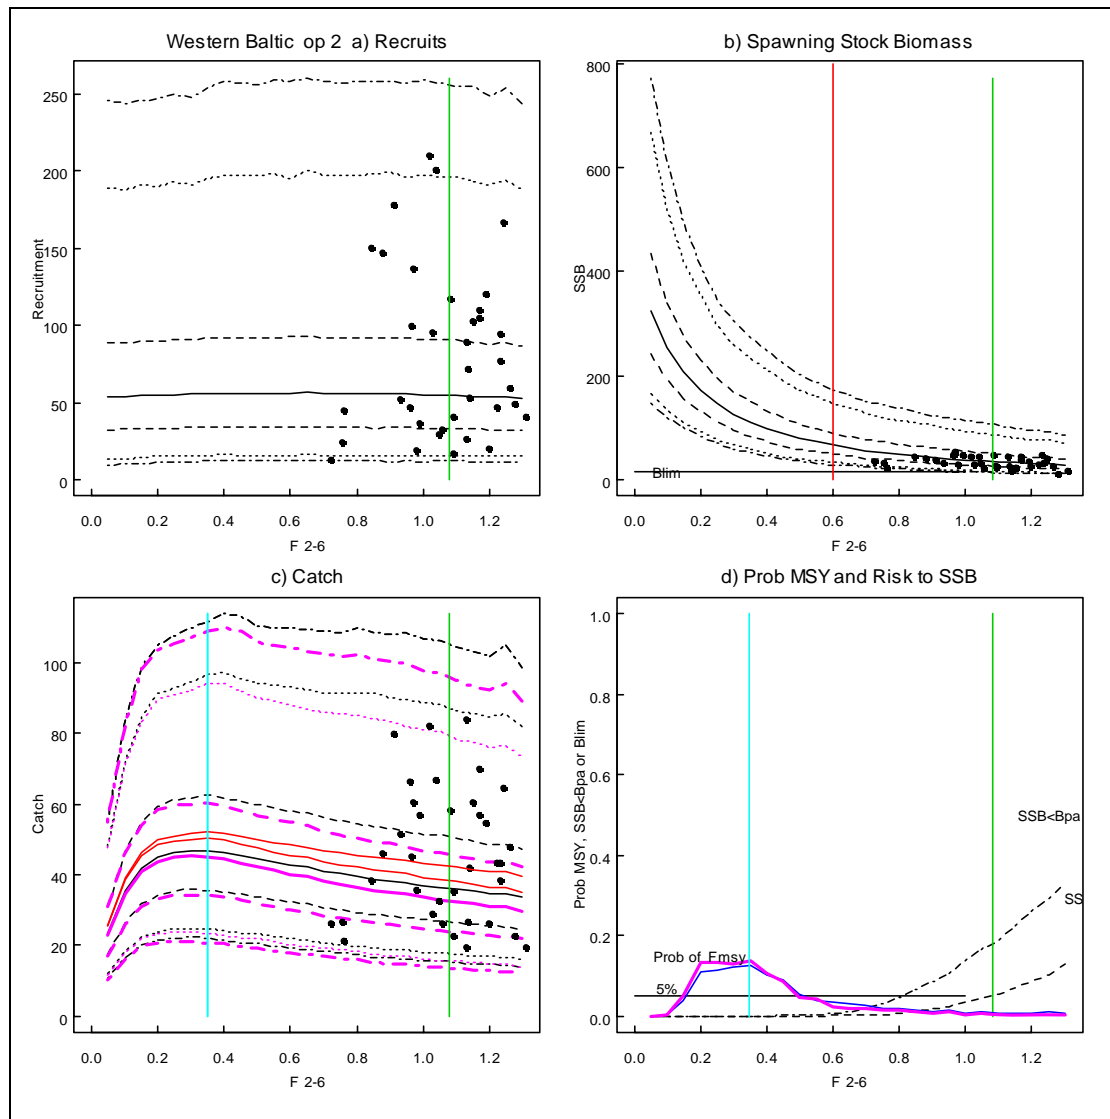 Western Baltic op 2 a) Recruits
Recruitment
250
200
150
100
50
0
0.0 0.2 0.4 0.6 0.8 1.0 1.2
F 2-6
b) Spawning Stock Biomass
SSB
800
600
400
200
0
Blim
0.0 0.2 0.4 0.6 0.8 1.0 1.2
F 2-6
c) Catch
Catch
100
80
60
40
20
0
0.0 0.2 0.4 0.6 0.8 1.0 1.2
F 2-6
d) Prob MSY and Risk to SSB
Prob MSY, SSB<Bpa or Blim
1.0
0.8
0.6
0.4
0.2
0.0
SSB<Bpa
SS
Prob of Fmsy
5%
0.0 0.2 0.4 0.6 0.8 1.0 1.2
F 2-6